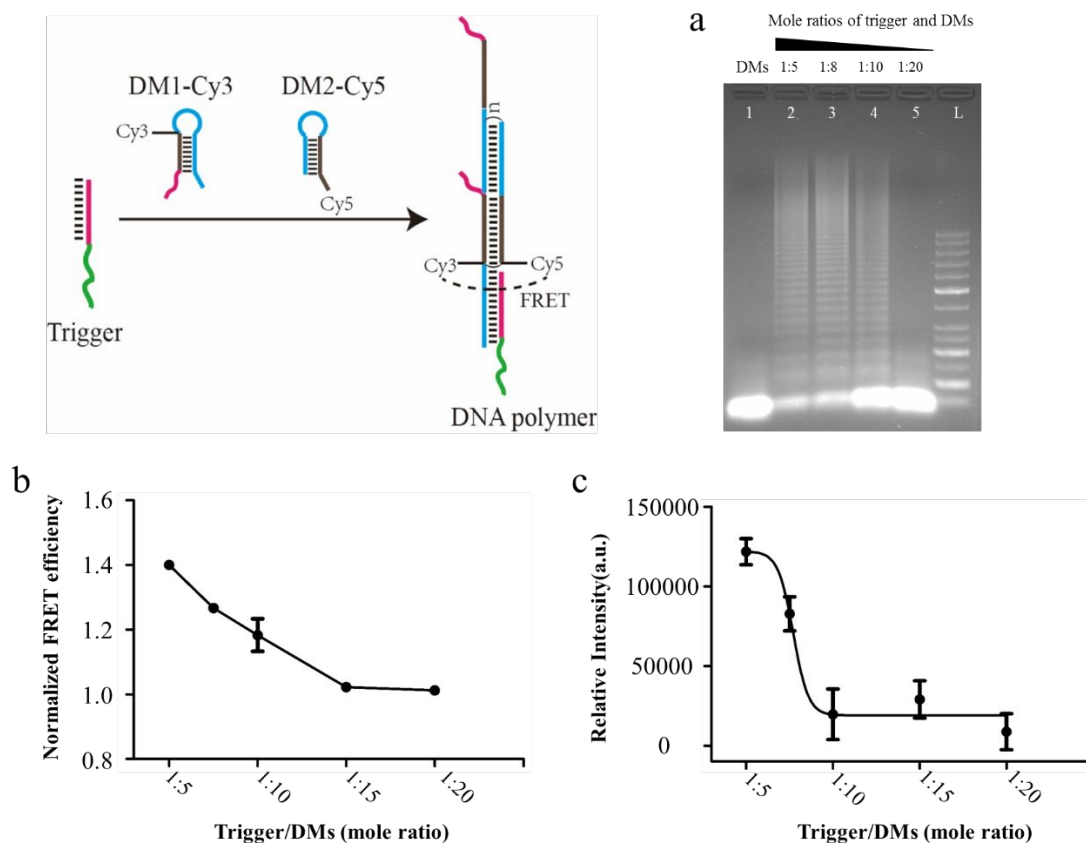 DM1-Cy3
DM2-Cy5
Cy3
Cy5
Trigger
n
Cy3
Cy5
FRET
DNA polymer
a
Mole ratios of trigger and DMs
DMs 1:5 1:8 1:10 1:20
1 2 3 4 5 L
b
Normalized FRET efficiency
1.6
1.4
1.2
1.0
0.8
1:5 1:10 1:15 1:20
Trigger/DMs (mole ratio)
c
Relative Intensity(a.u.)
150000
100000
50000
0
1:5 1:10 1:15 1:20
Trigger/DMs (mole ratio)